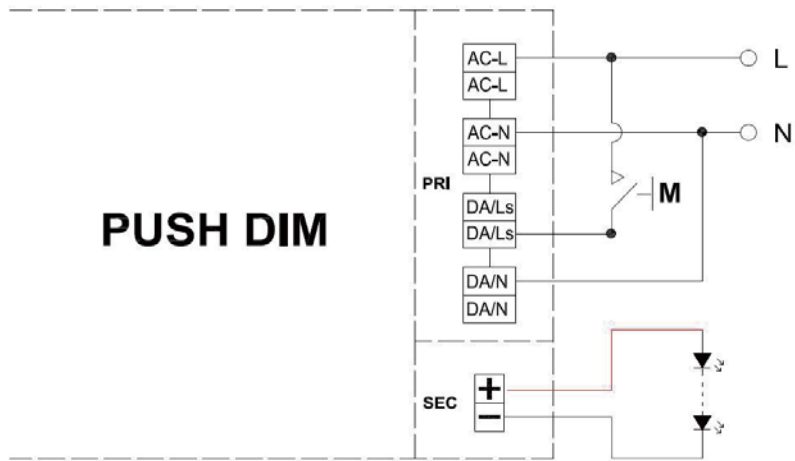 AC-L
L
AC-L
AC-N
N
AC-N
PRI
M
DA/Ls
PUSH DIM
DA/Ls
DA/N
DA/N
SEC
+
−